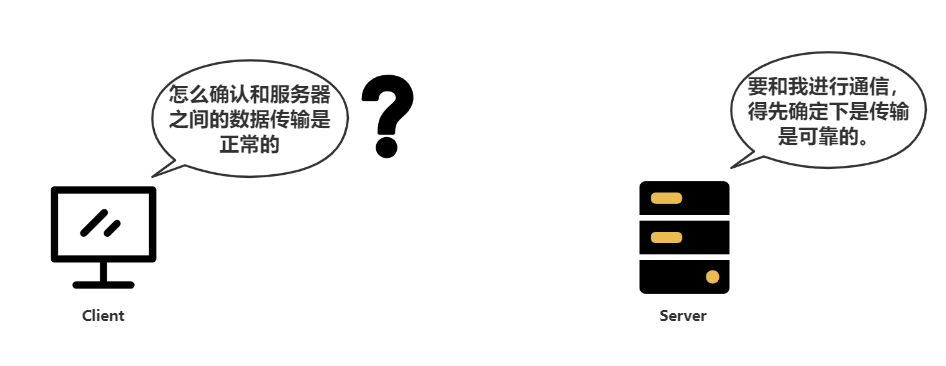 怎么确认和服务器
之间的数据传输是
正常的
要和我进行通信，
得先确定下是传输
是可靠的。
Client
Server